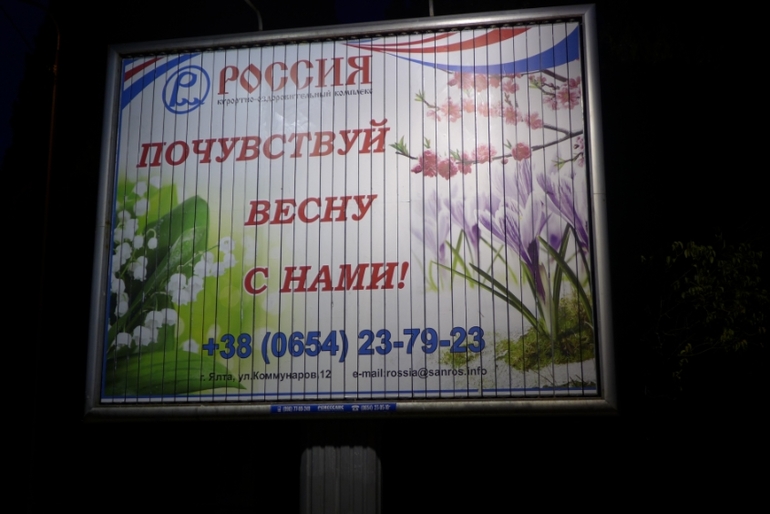 РОССИЯ
курортно-оздоровительный комплекс
ПОЧУВСТВУЙ
ВЕСНУ
С НАМИ!
+38 (0654) 23-79-23
г. Ялта, ул.Коммунаров.12 e-mail:rossia@sanros.info